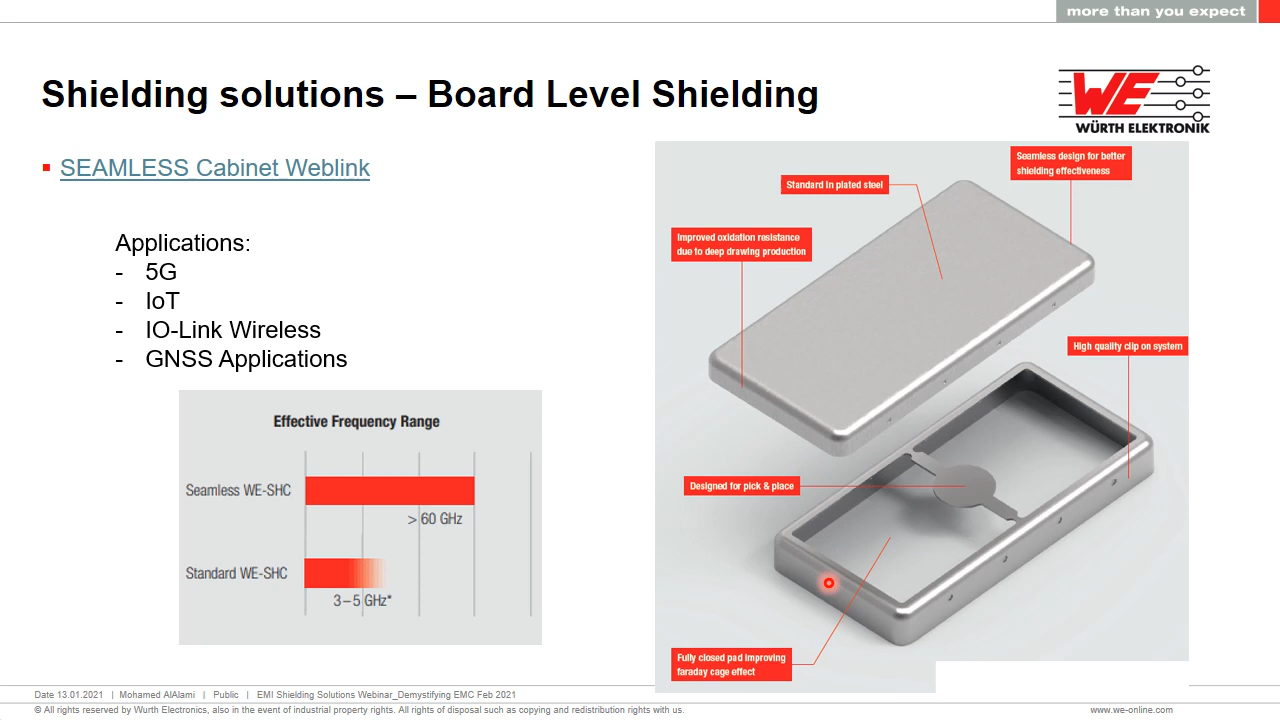 more than you expect
Shielding solutions – Board Level Shielding
WE
WÜRTH ELEKTRONIK
SEAMLESS Cabinet Weblink
Applications:
- 5G
- IoT
- IO-Link Wireless
- GNSS Applications
Effective Frequency Range
Seamless WE-SHC
> 60 GHz
Standard WE-SHC
3 – 5 GHz*
Seamless design for better
shielding effectiveness
Standard in plated steel
Improved oxidation resistance
due to deep drawing production
High quality clip on system
Designed for pick & place
Fully closed pad improving
faraday cage effect
Date 13.01.2021 | Mohamed AlAlami | Public | EMI Shielding Solutions Webinar_Demystifying EMC Feb 2021
© All rights reserved by Wurth Electronics, also in the event of industrial property rights. All rights of disposal such as copying and redistribution rights with us.
www.we-online.com